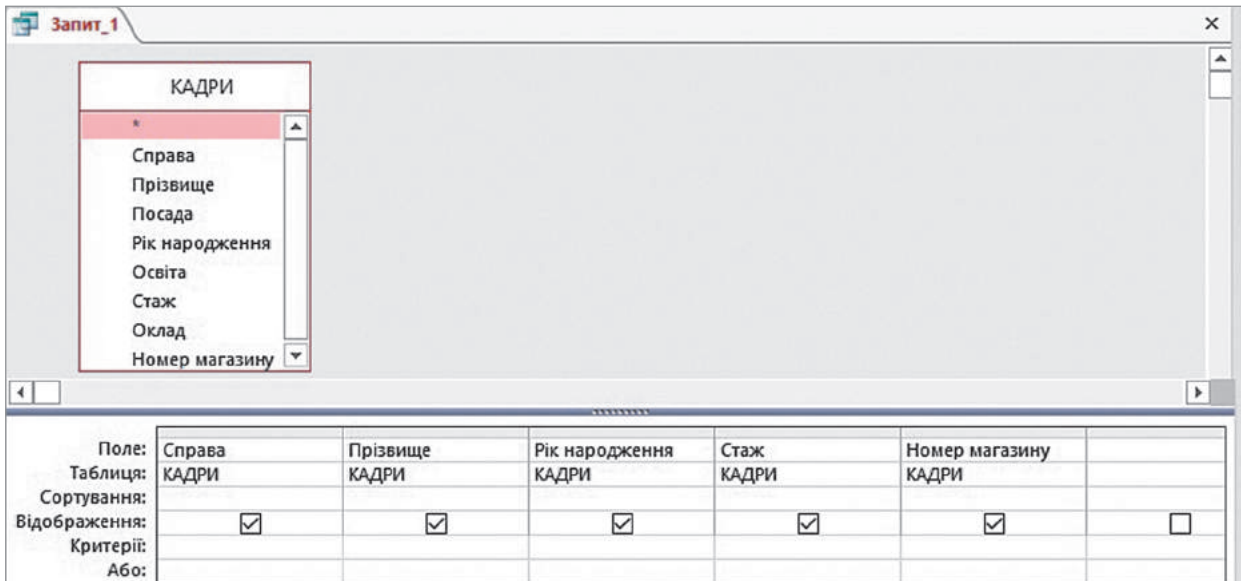 Запит_1
КАДРИ
*
Справа
Прізвище
Посада
Рік народження
Освіта
Стаж
Оклад
Номер магазину
Поле: Справа Прізвище Рік народження Стаж Номер магазину
Таблиця: КАДРИ КАДРИ КАДРИ КАДРИ КАДРИ
Сортування:
Відображення:
Критерії:
Або: